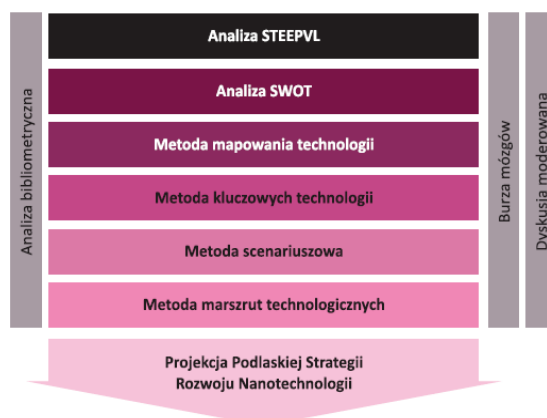 Analiza bibliometryczna
Analiza STEEPVL
Analiza SWOT
Metoda mapowania technologii
Metoda kluczowych technologii
Metoda scenariuszowa
Metoda marszrut technologicznych
Projekcja Podlaskiej Strategii
Rozwoju Nanotechnologii
Burza mózgów
Dyskusja moderowana